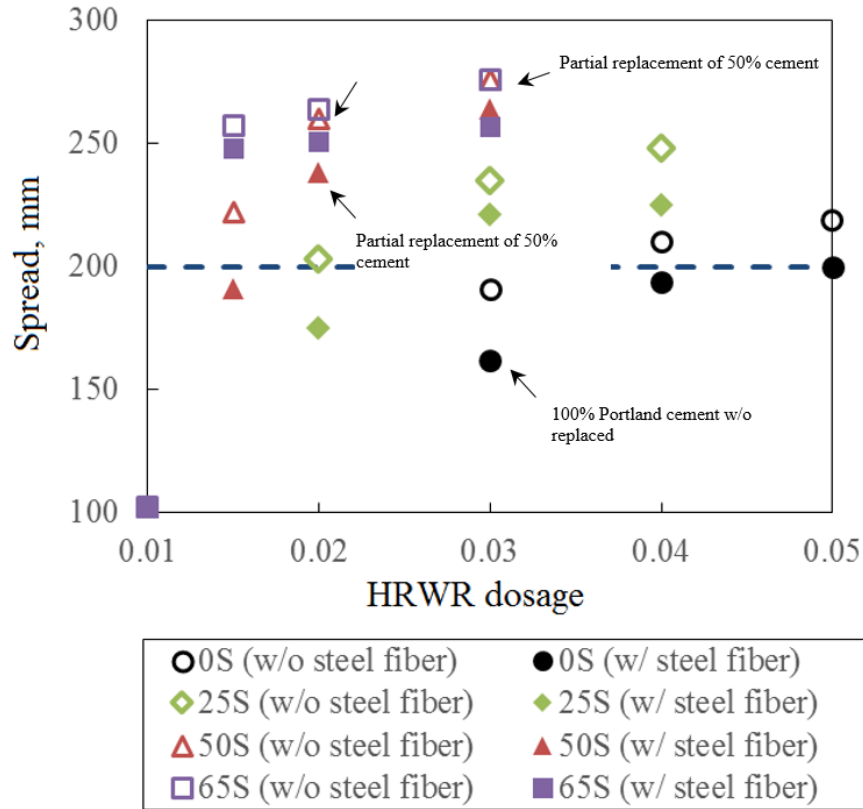 300
Partial replacement of 50% cement
250
Partial replacement of 50%
cement
200
150
100% Portland cement w/o
replaced
100
0.01 0.02 0.03 0.04 0.05
Spread, mm
HRWR dosage
0S (w/o steel fiber) 0S (w/ steel fiber)
25S (w/o steel fiber) 25S (w/ steel fiber)
50S (w/o steel fiber) 50S (w/ steel fiber)
65S (w/o steel fiber) 65S (w/ steel fiber)